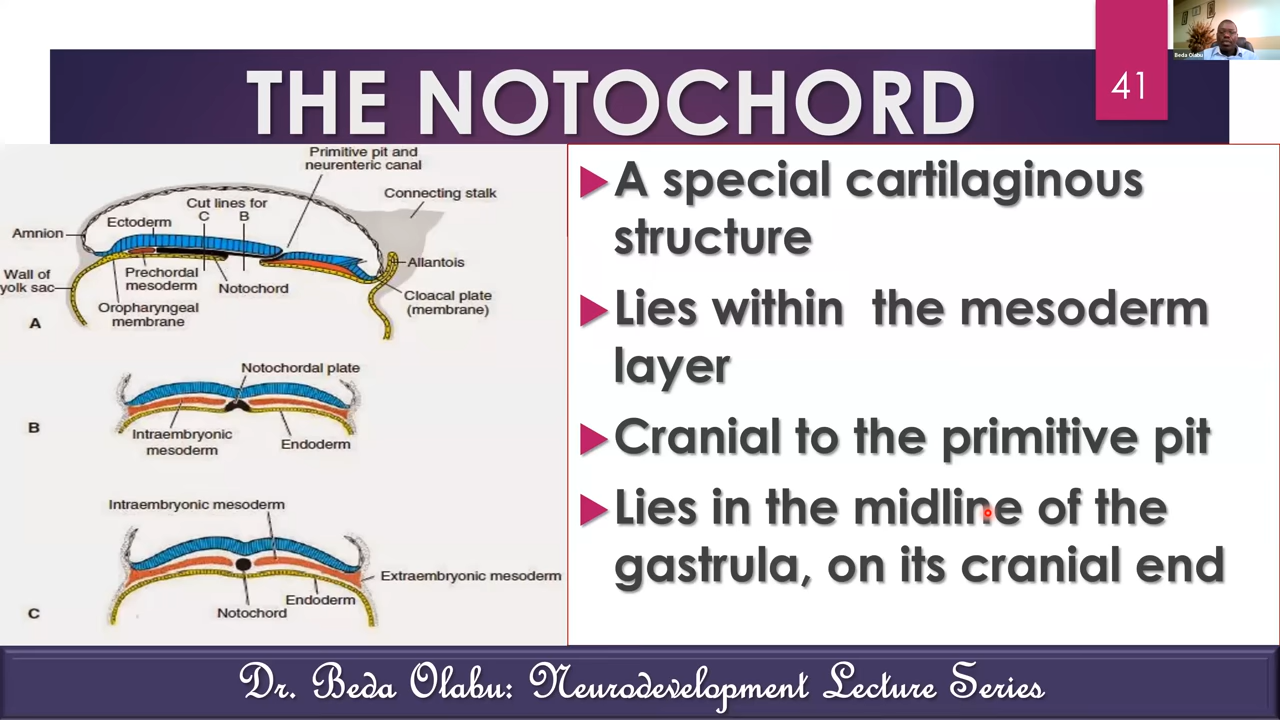 THE NOTOCHORD
41
Beda Olabu
Primitive pit and
neurenteric canal
Connecting stalk
Cut lines for
C B
Ectoderm
Amnion
Allantois
Wall of
yolk sac
Prechordal
mesoderm
Notochord
Cloacal plate
(membrane)
Oropharyngeal
membrane
A
Notochordal plate
B
Intraembryonic
mesoderm
Endoderm
Intraembryonic mesoderm
Extraembryonic mesoderm
Endoderm
Notochord
C
A special cartilaginous
structure
Lies within the mesoderm
layer
Cranial to the primitive pit
Lies in the midline of the
gastrula, on its cranial end
Dr. Beda Olabu: Neurodevelopment Lecture Series